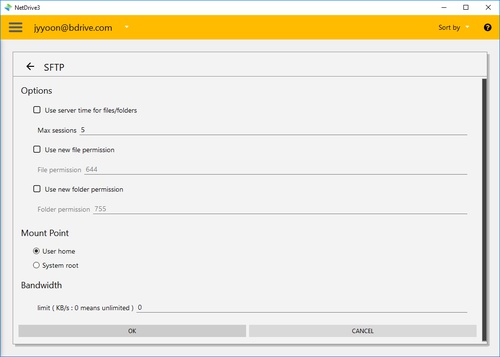 NetDrive3
jyyoon@bdrive.com
Sort by
SFTP
Options
Use server time for files/folders
Max sessions 5
Use new file permission
File permission 644
Use new folder permission
Folder permission 755
Mount Point
User home
System root
Bandwidth
limit ( KB/s : 0 means unlimited ) 0
OK CANCEL